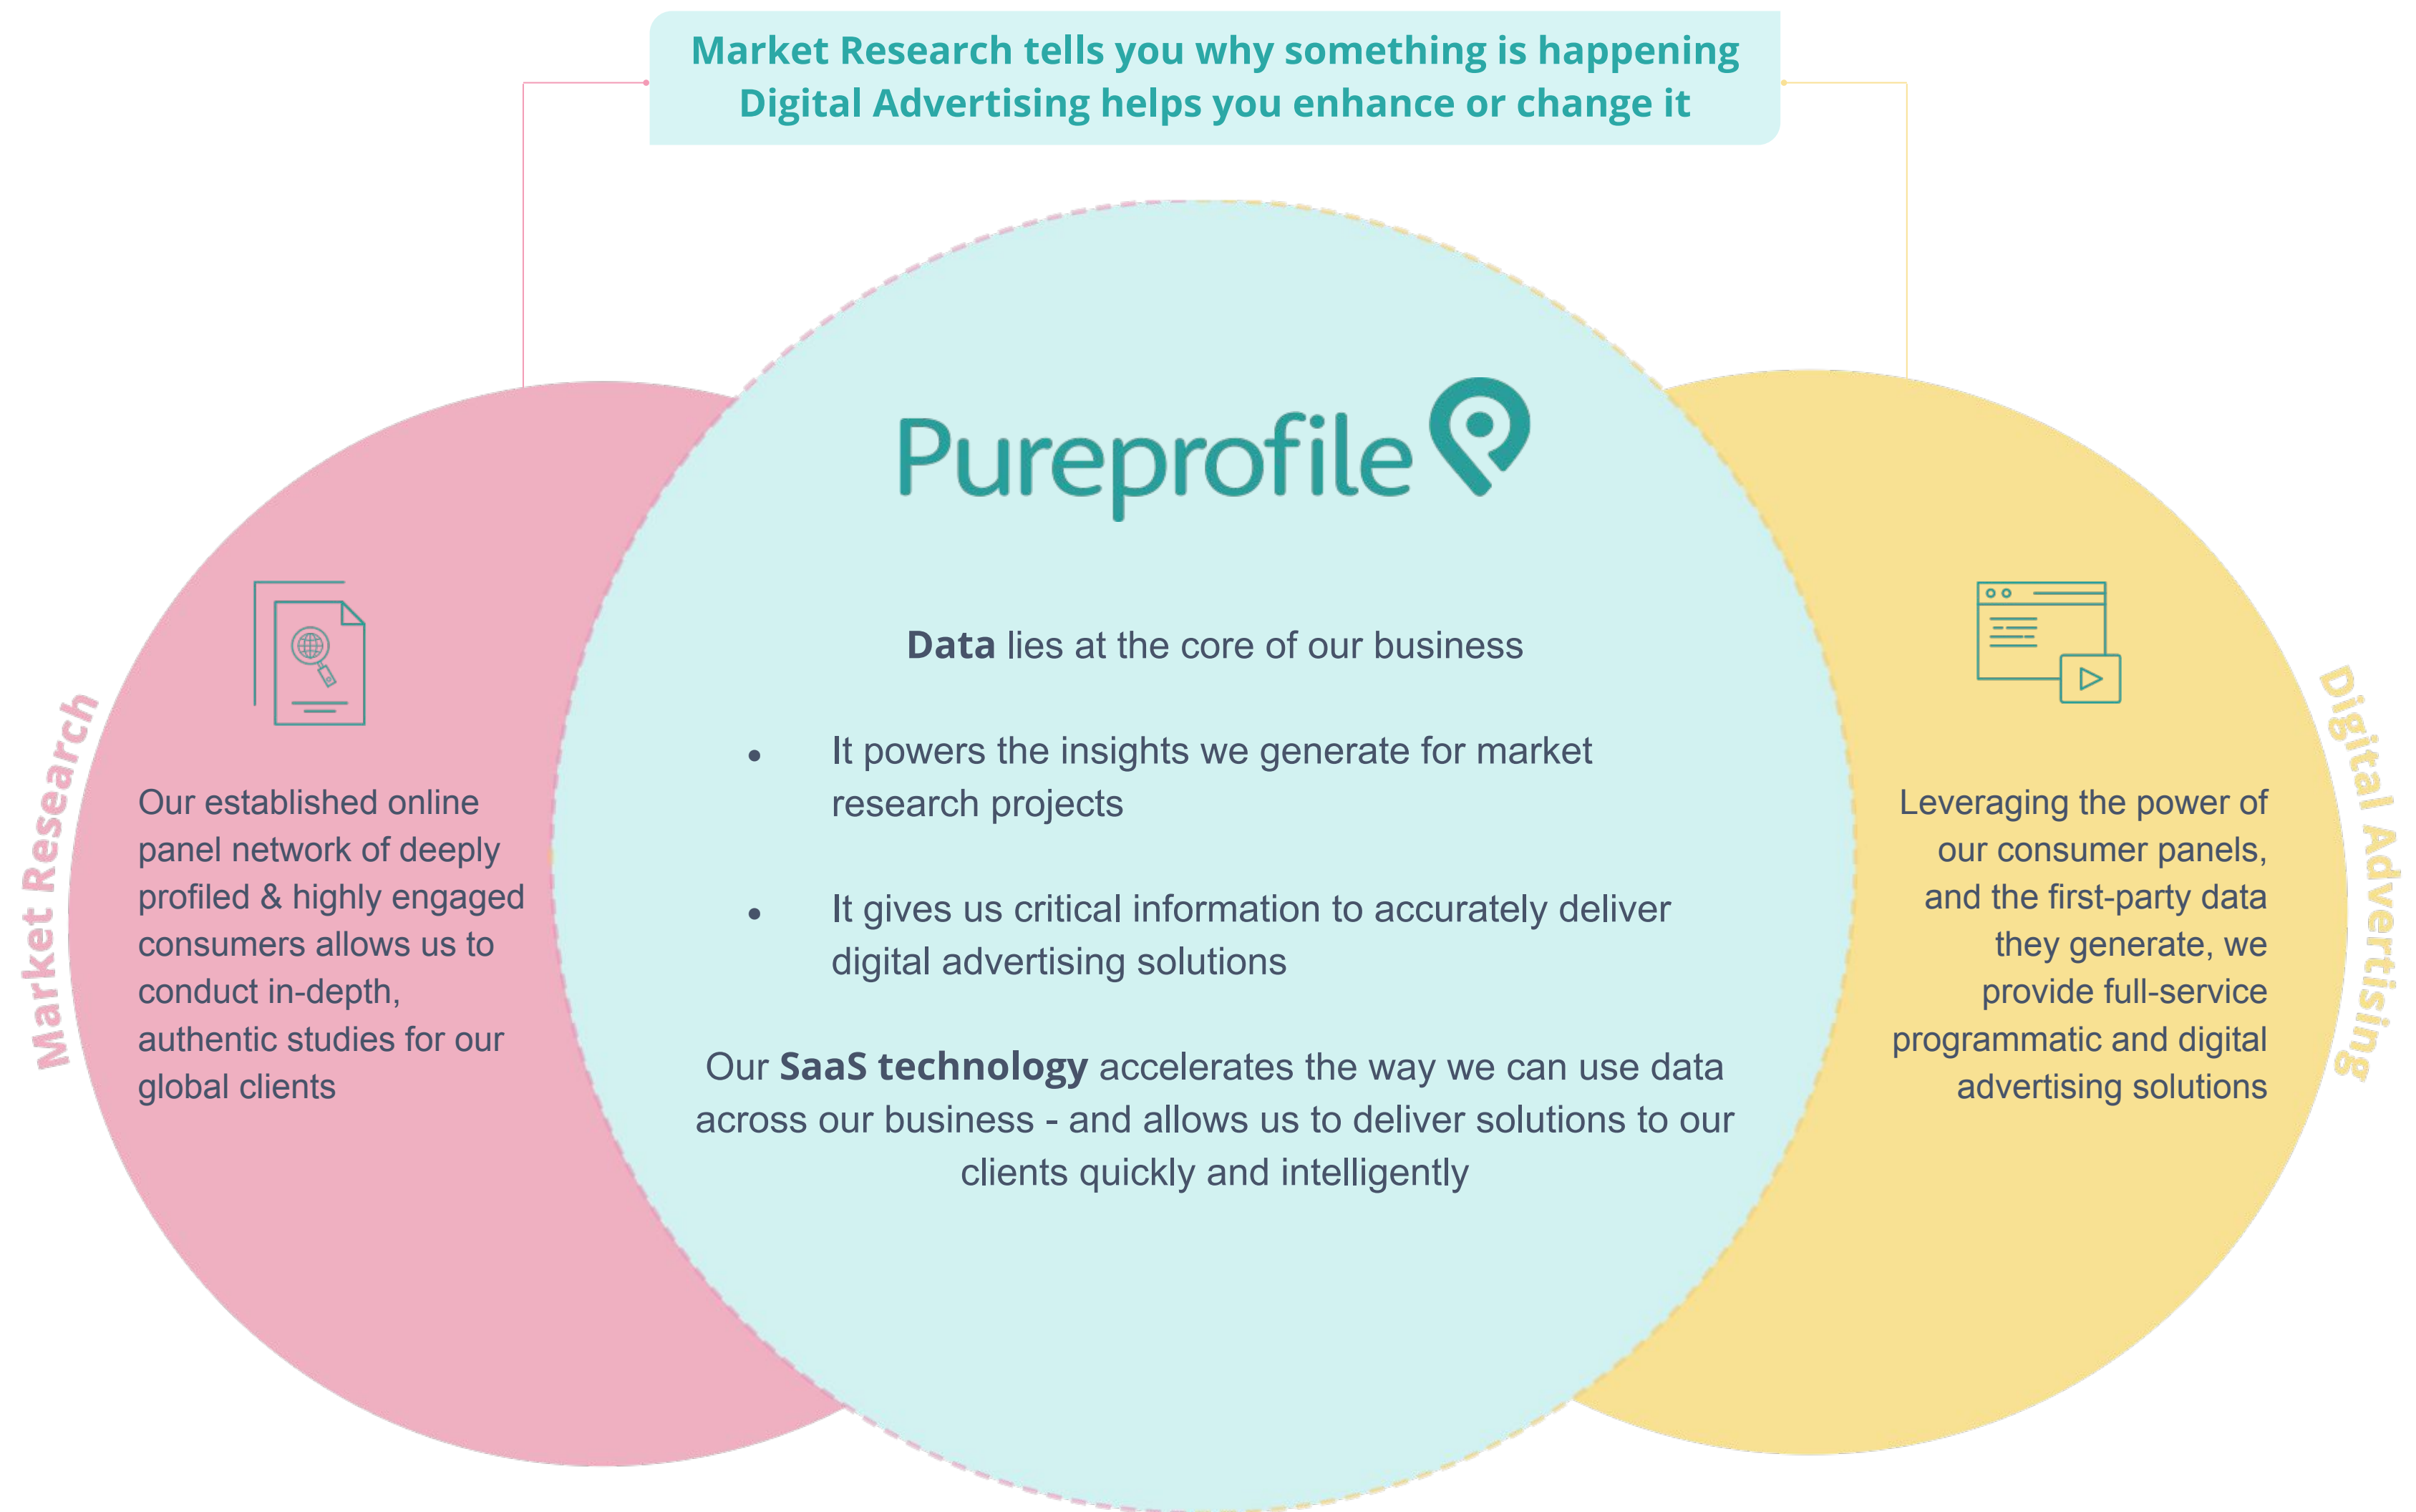 Market Research tells you why something is happening
Digital Advertising helps you enhance or change it
Market Research
Our established online
panel network of deeply
profiled & highly engaged
consumers allows us to
conduct in-depth,
authentic studies for our
global clients
Pureprofile
Data lies at the core of our business
• It powers the insights we generate for market
research projects
• It gives us critical information to accurately deliver
digital advertising solutions
Our SaaS technology accelerates the way we can use data
across our business - and allows us to deliver solutions to our
clients quickly and intelligently
Leveraging the power of
our consumer panels,
and the first-party data
they generate, we
provide full-service
programmatic and digital
advertising solutions
Digital Advertising